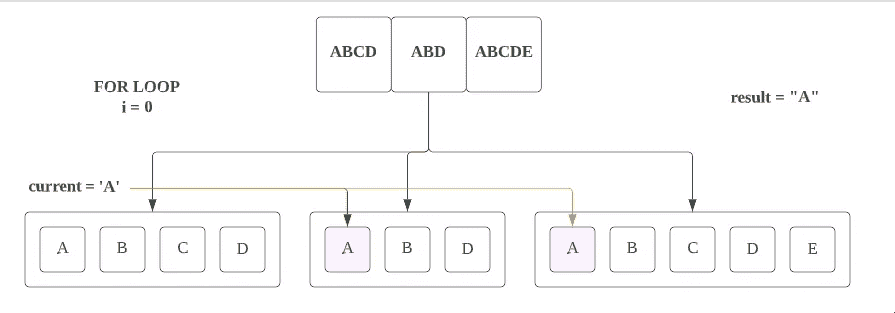 ABCD ABD ABCDE
FOR LOOP
i = 0
result = "A"
current = 'A'
A B C D
A B D
A B C D E